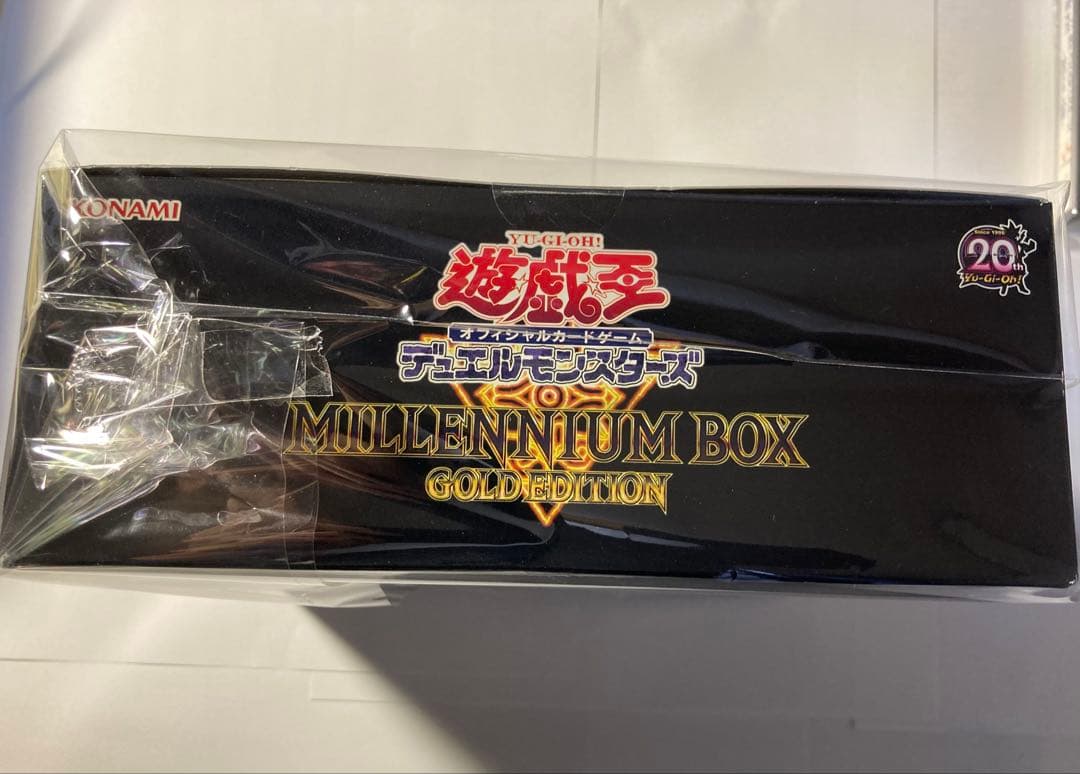 KONAMI
YU-GI-OH!
遊☆戯☆王
オフィシャルカードゲーム
デュエルモンスターズ
MILLENNIUM BOX
GOLD EDITION
Since 1996
20th
Yu-Gi-Oh!